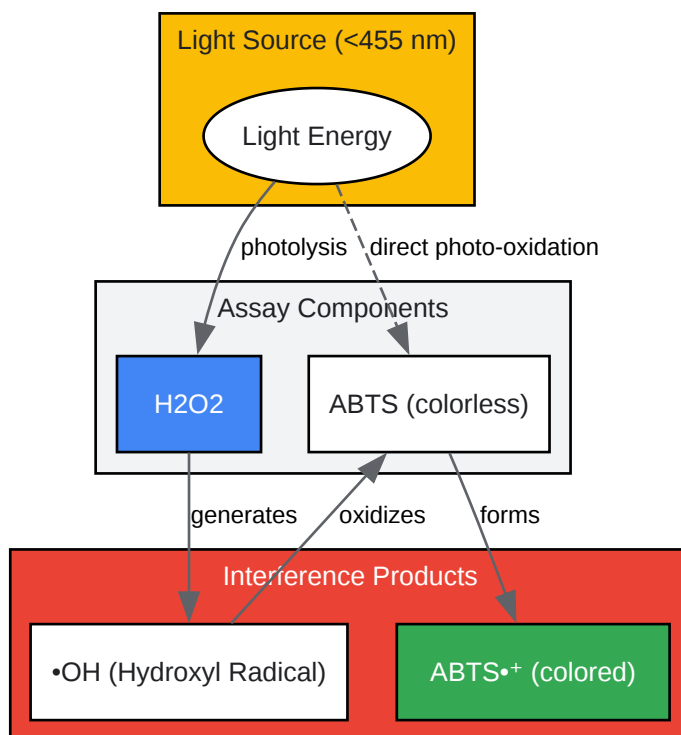 Light Source (<455 nm)
Light Energy
photolysis
direct photo-oxidation
Assay Components
H2O2
ABTS (colorless)
generates
oxidizes
forms
Interference Products
•OH (Hydroxyl Radical)
ABTS•⁺ (colored)